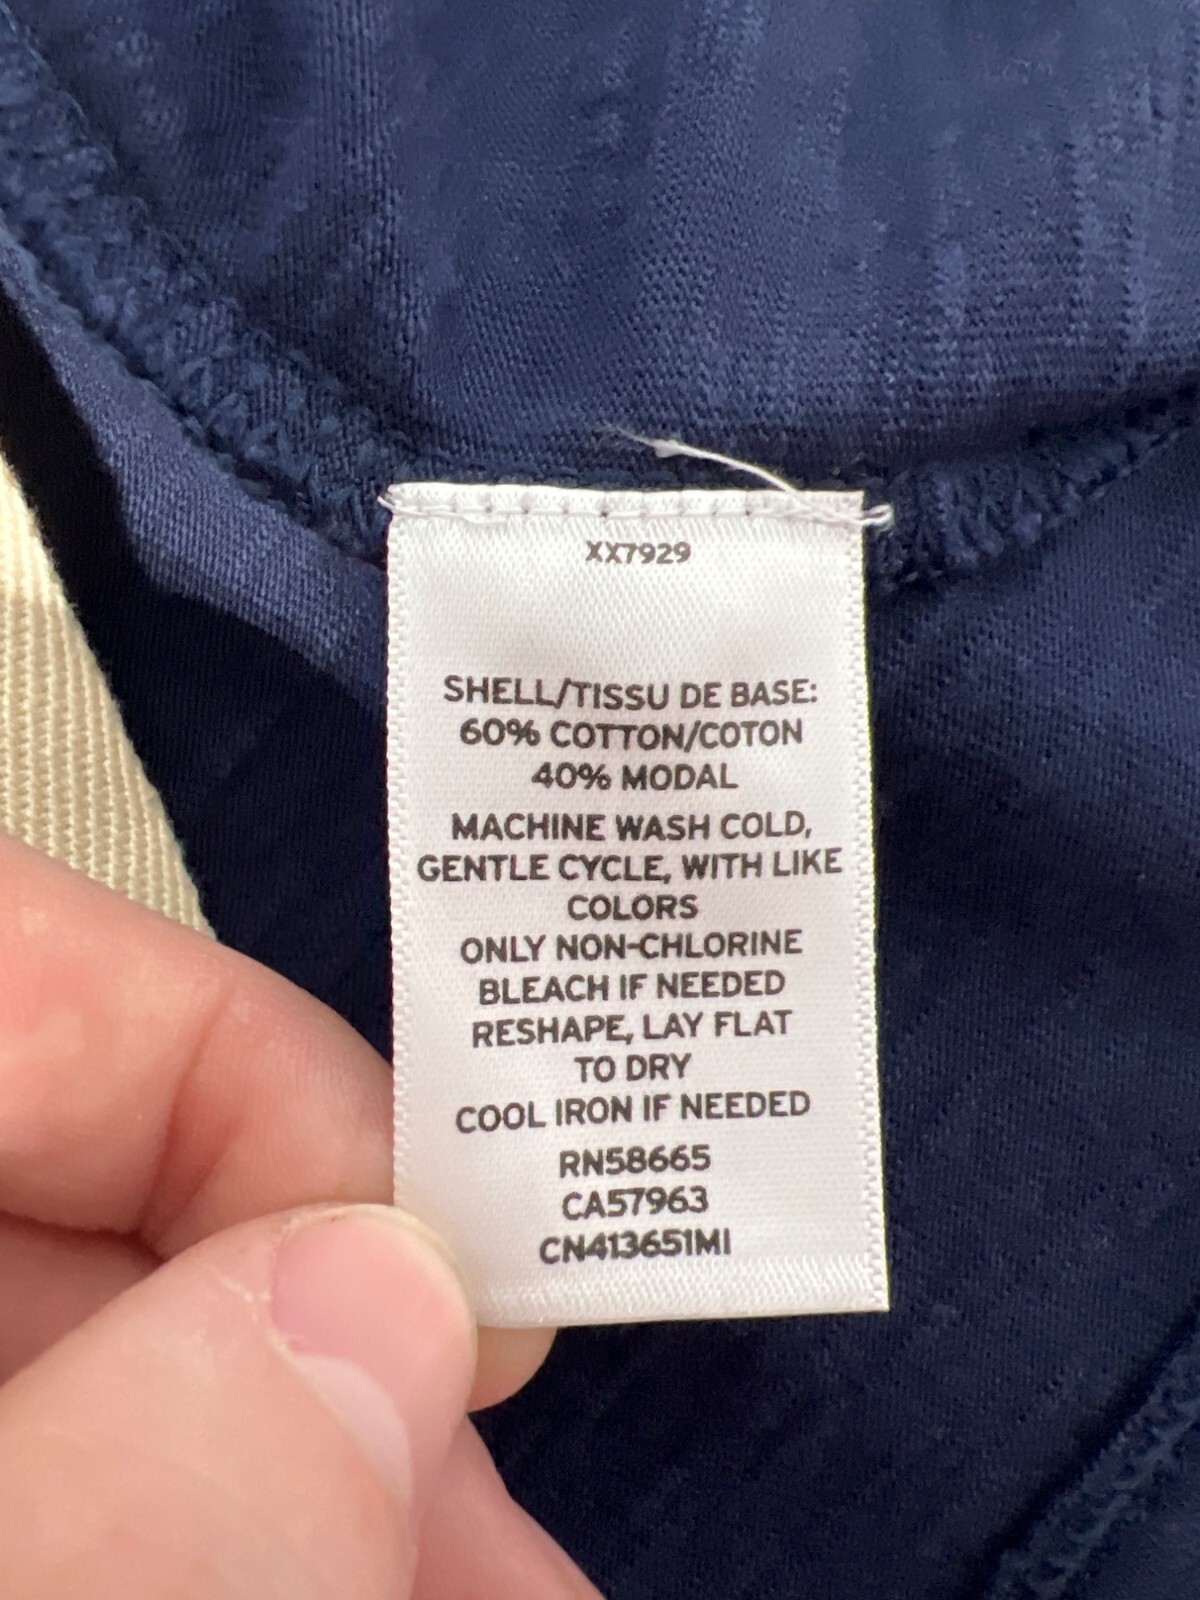 XX7929
SHELL/TISSU DE BASE:
60% COTTON/COTON
40% MODAL
MACHINE WASH COLD,
GENTLE CYCLE, WITH LIKE
COLORS
ONLY NON-CHLORINE
BLEACH IF NEEDED
RESHAPE, LAY FLAT
TO DRY
COOL IRON IF NEEDED
RN58665
CA57963
CN413651MI